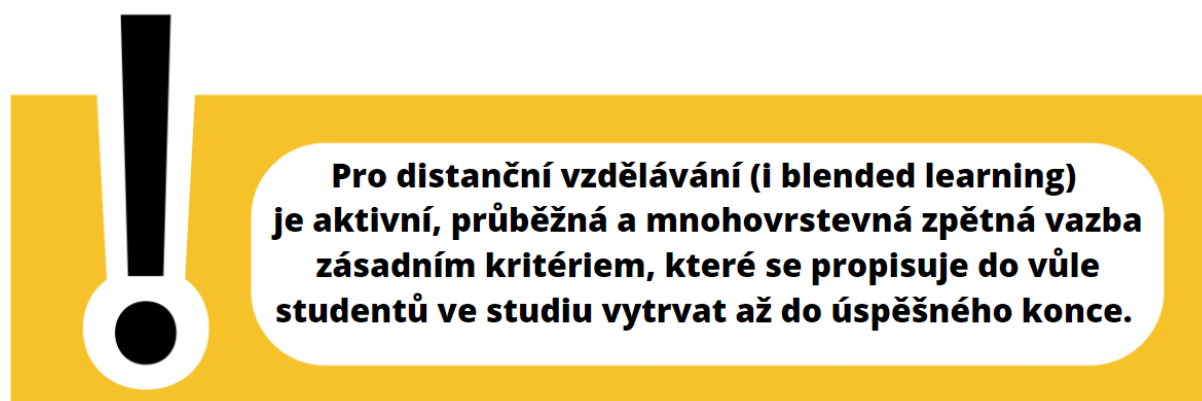 Pro distanční vzdělávání (i blended learning)
je aktivní, průběžná a mnohovrstevná zpětná vazba
zásadním kritériem, které se propisuje do vůle
studentů ve studiu vytrvat až do úspěšného konce.